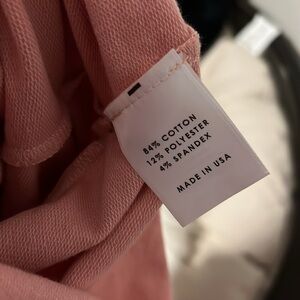 84% COTTON
12% POLYESTER
4% SPANDEX
MADE IN USA